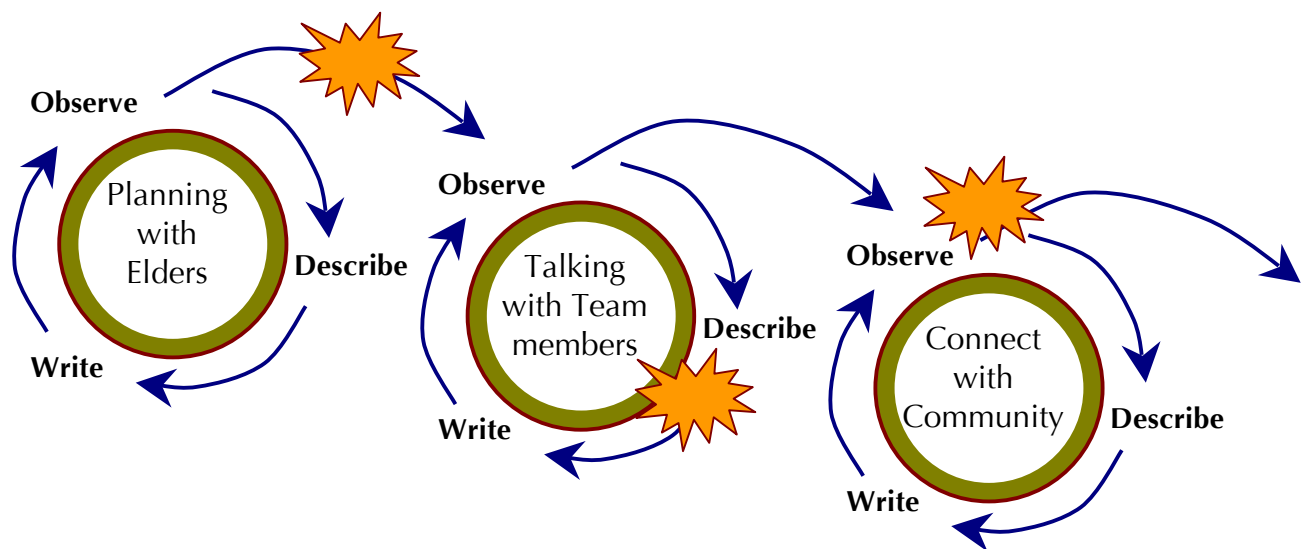 Observe
Planning
with
Elders
Describe
Write
Observe
Talking
with Team
members
Describe
Write
Observe
Connect
with
Community
Describe
Write